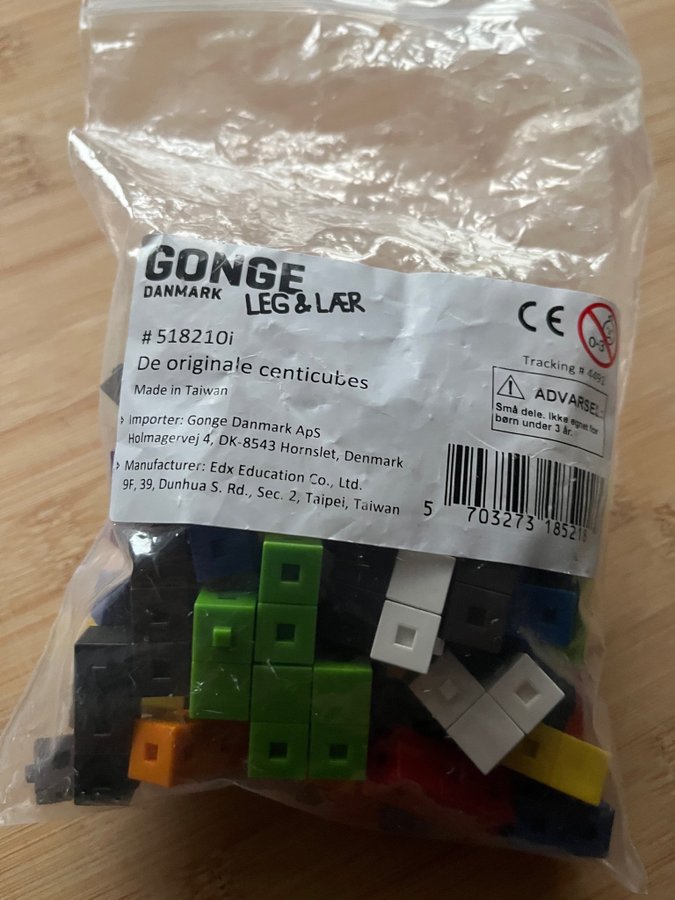 GONGE
DANMARK
LEG & LÆR
# 518210i
De originale centicubes
Made in Taiwan
Importer: Gonge Danmark ApS
Holmagervej 4, DK-8543 Hornslet, Denmark
Manufacturer: Edx Education Co., Ltd.
9F, 39, Dunhua S. Rd., Sec. 2, Taipei, Taiwan
CE
0-3
Tracking # 4492
ADVARSEL-
Små dele. Ikke egnet for
børn under 3 år.
5 703273 185218